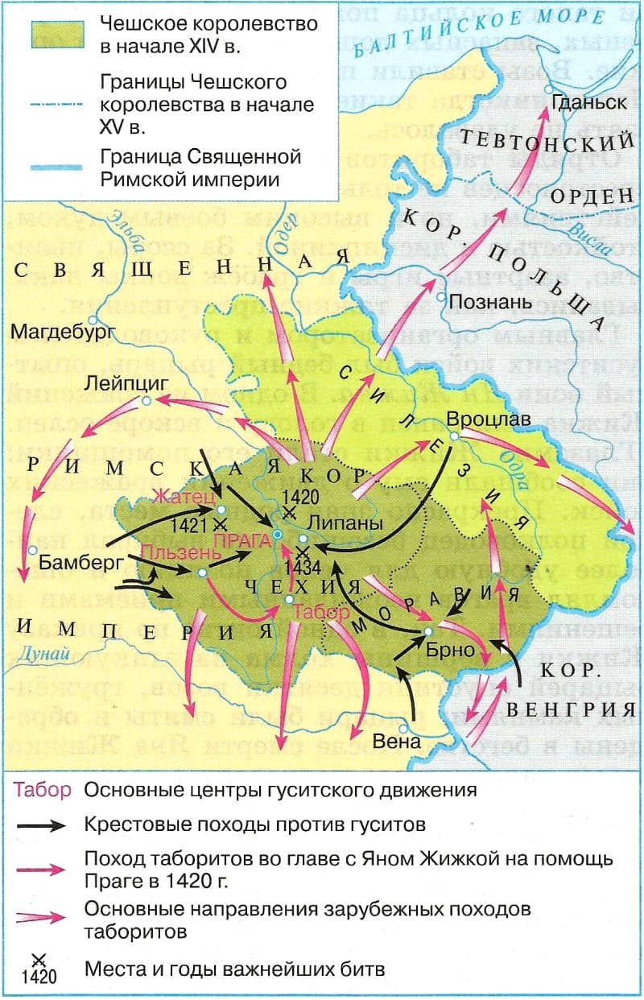 Чешское королевство
в начале XIV в.
Границы Чешского
королевства в начале
XV в.
Граница Священной
Римской империи
БАЛТИЙСКОЕ МОРЕ
Гданьск
ТЕВТОНСКИЙ
ОРДЕН
Висла
КОР. ПОЛЬША
Познань
Эльба
Одер
СВЯЩЕННАЯ
Магдебург
Лейпциг
СИЛЕЗИЯ
Вроцлав
Одра
РИМСКАЯ
КОР.
1420
Жатец
1421
ПРАГА
Липаны
1434
Бамберг
Пльзень
ЧЕХИЯ
Табор
МОРАВИЯ
ИМПЕРИЯ
Дунай
Брно
КОР.
ВЕНГРИЯ
Вена
Табор Основные центры гуситского движения
Крестовые походы против гуситов
Поход таборитов во главе с Яном Жижкой на помощь
Праге в 1420 г.
Основные направления зарубежных походов
таборитов
1420 Места и годы важнейших битв